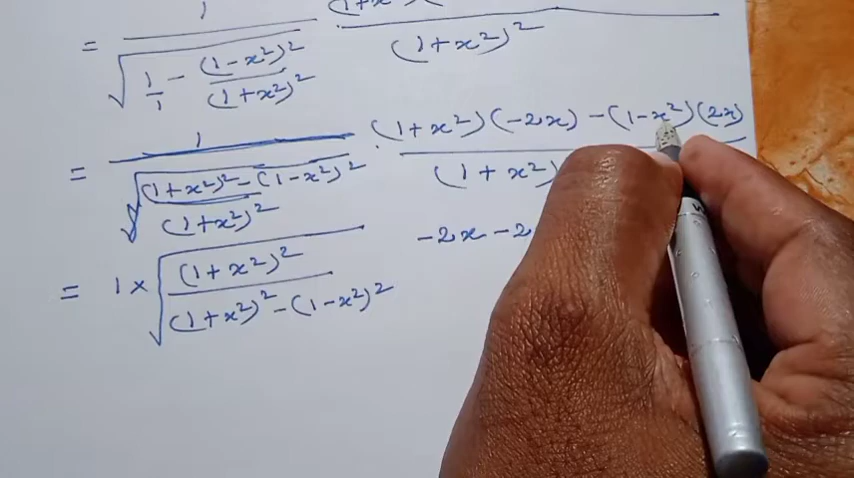 = 1/√(1/1 - (1-x²)²/(1+x²)²) · (1+x²)/(1+x²)²
= 1/√(((1+x²)² - (1-x²)²)/(1+x²)²) · ((1+x²)(-2x) - (1-x²)(2x))/(1+x²)
= 1 × √((1+x²)²/((1+x²)² - (1-x²)²)) -2x - 2